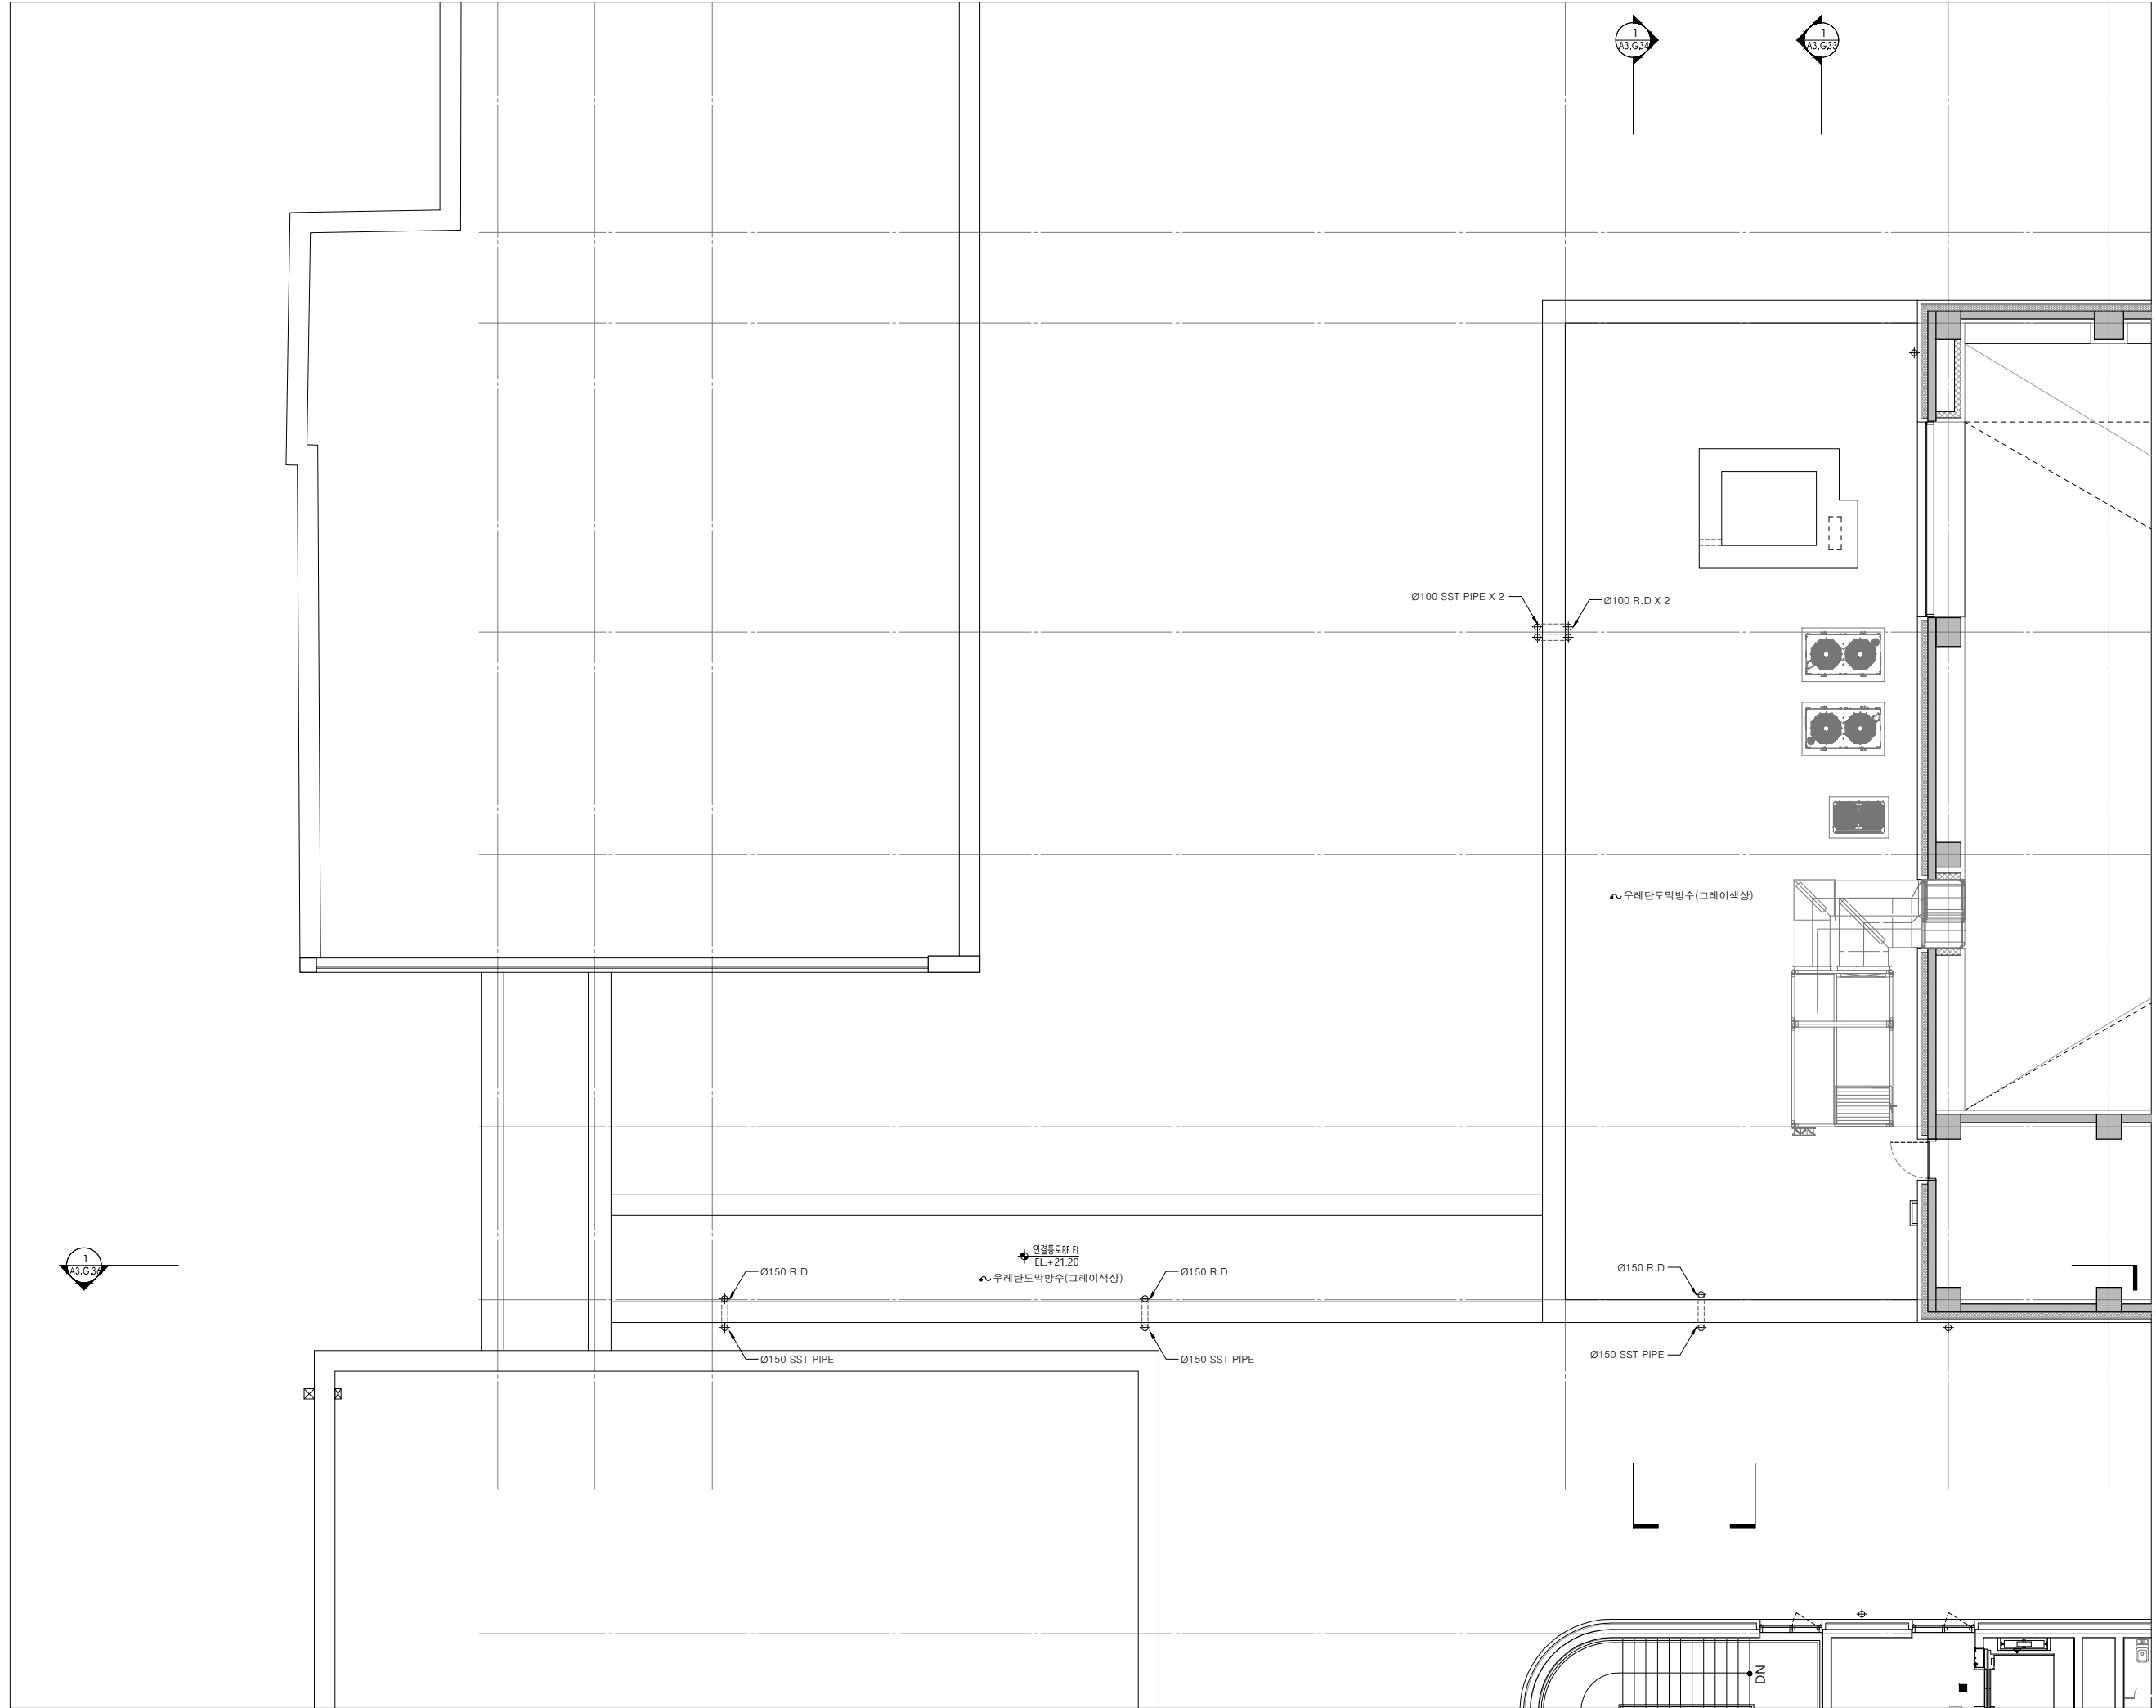 1
A3.G.34
1
A3.G.33
Ø100 SST PIPE X 2
Ø100 R.D X 2
우레탄도막방수(그레이색상)
1
A3.G.36
연결통로RF FL
EL.+21.20
우레탄도막방수(그레이색상)
Ø150 R.D
Ø150 R.D
Ø150 R.D
Ø150 SST PIPE
Ø150 SST PIPE
Ø150 SST PIPE
DN